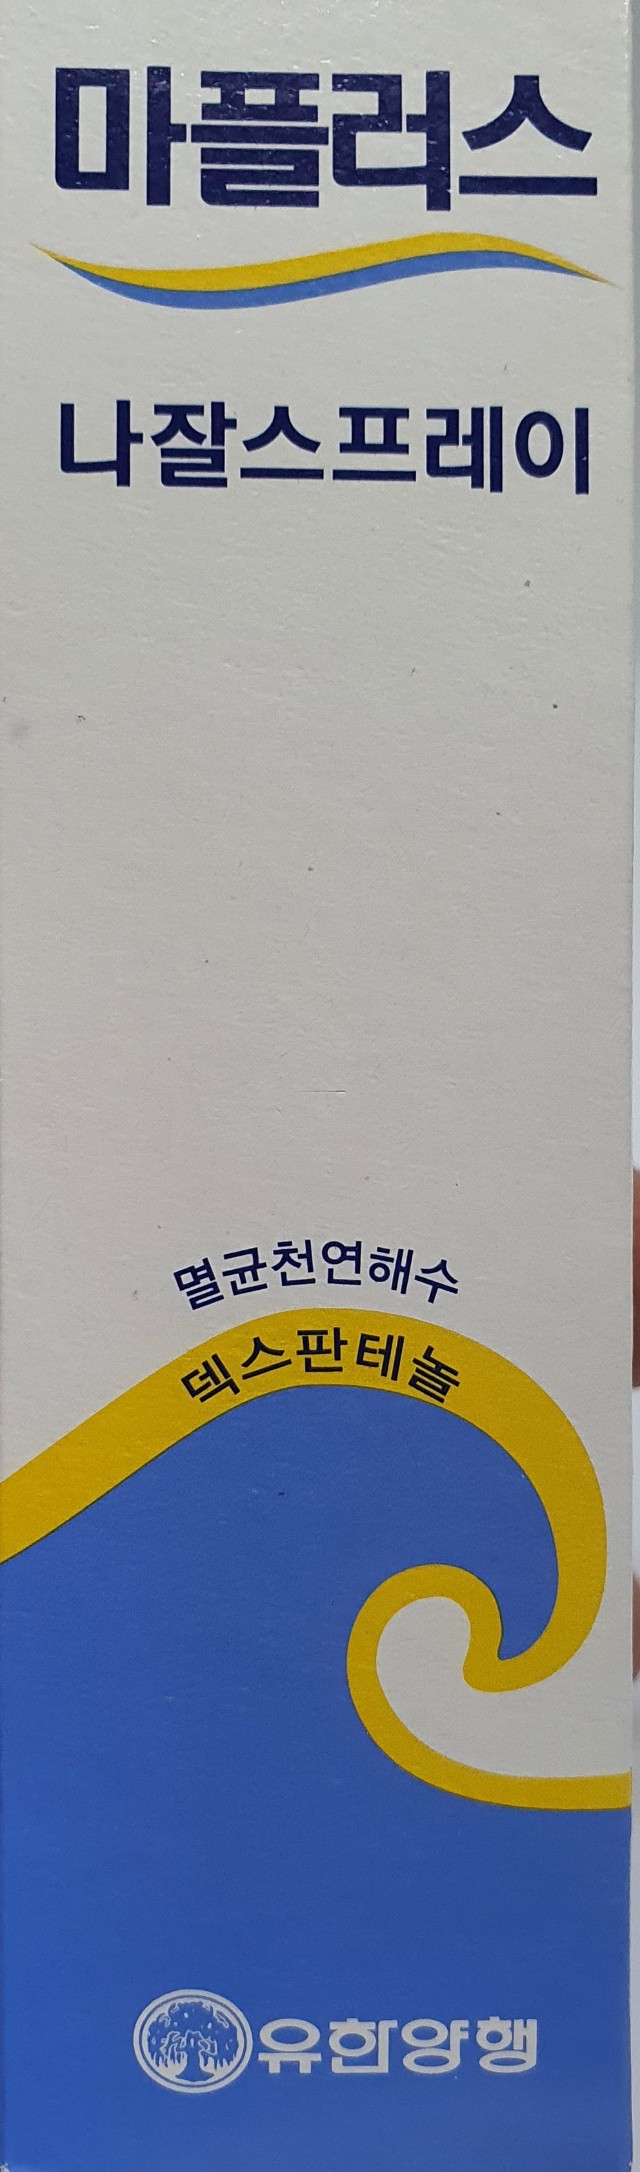 마플러스
나잘스프레이
멸균천연해수
덱스판테놀
유한양행